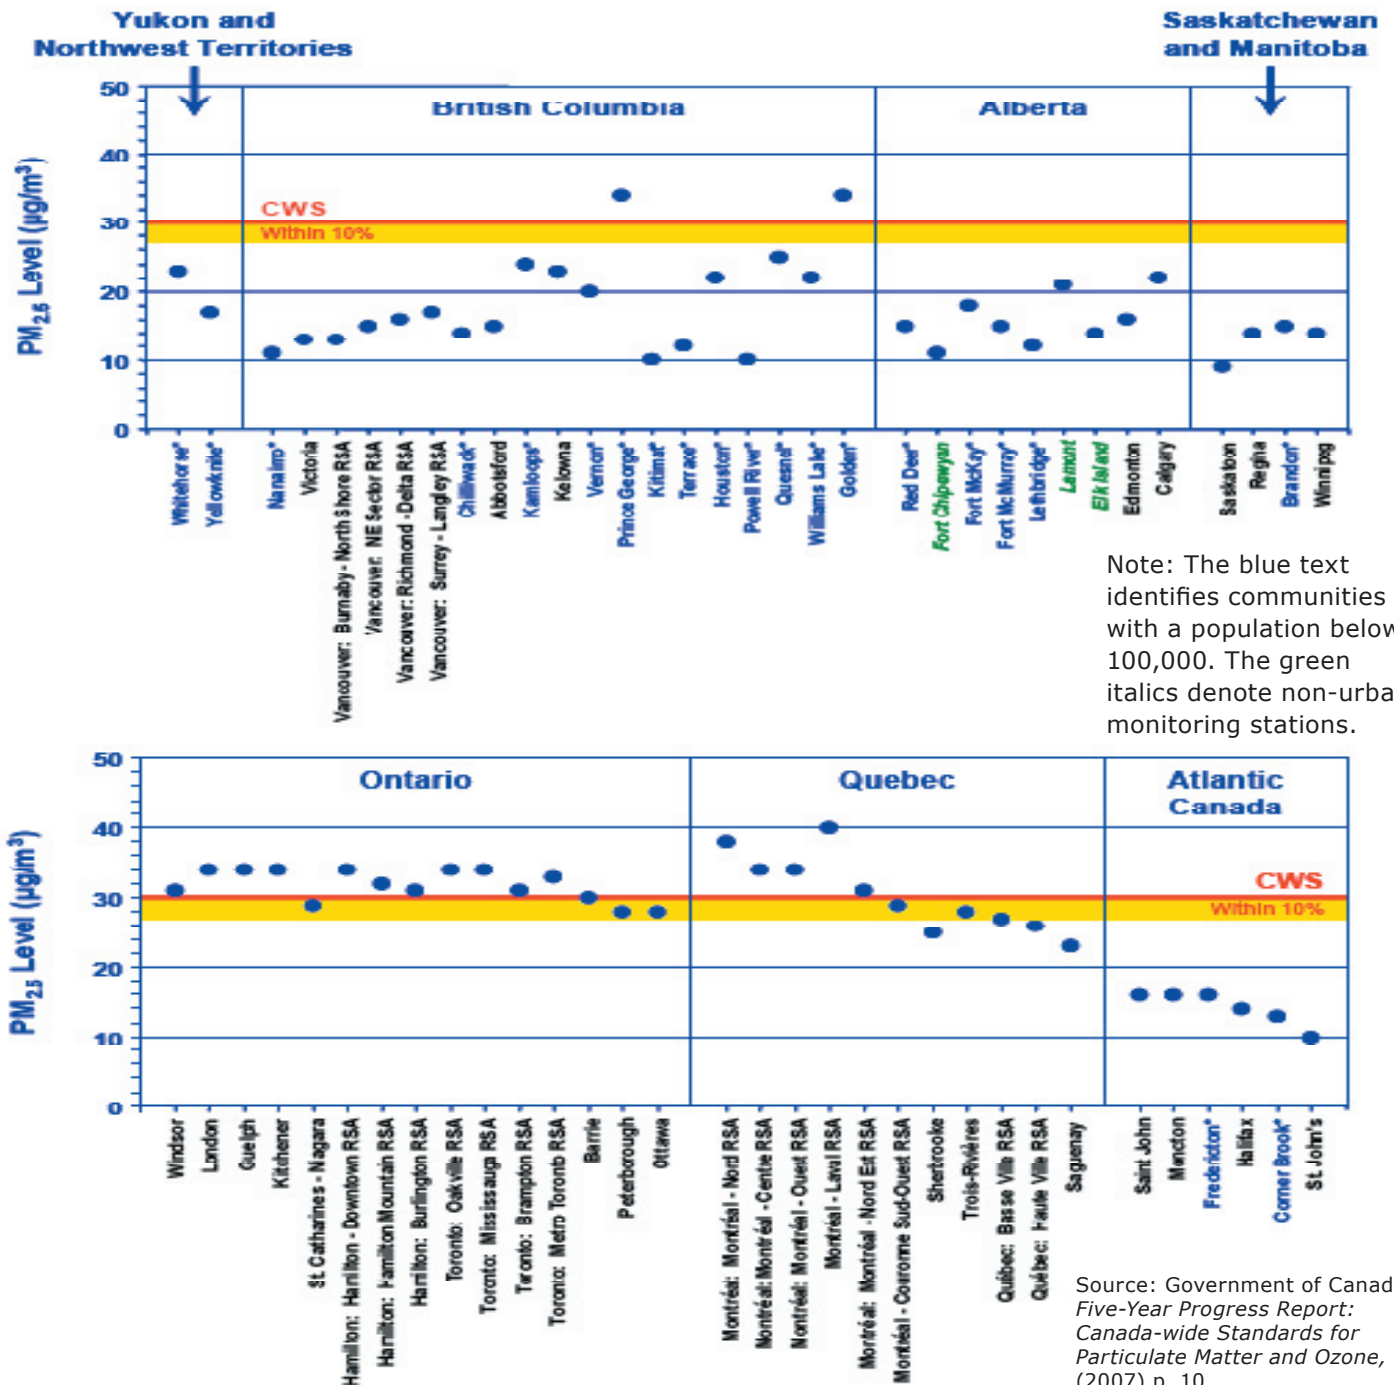 Yukon and
Northwest Territories
Saskatchewan
and Manitoba
British Columbia
Alberta
PM2.5 Level (µg/m³)
50
40
30
20
10
0
CWS
Within 10%
Whitehorse*
Yellowknife*
Nanaimo*
Victoria
Vancouver: Burnaby - North Shore RSA
Vancouver: NE Sector RSA
Vancouver: Richmond - Delta RSA
Vancouver: Surrey - Langley RSA
Chilliwack*
Abbotsford
Kamloops*
Kelowna
Vernon*
Prince George*
Kitimat*
Terrace*
Houston*
Powell River*
Quesnel*
Williams Lake*
Golden*
Red Deer*
Fort Chipewyan
Fort McKay*
Fort McMurray*
Lethbridge*
Lamont
Elk Island
Edmonton
Calgary
Saskatoon
Regina
Brandon*
Winnipeg
Note: The blue text
identifies communities
with a population below
100,000. The green
italics denote non-urba
monitoring stations.
Ontario
Quebec
Atlantic
Canada
PM2.5 Level (µg/m³)
50
40
30
20
10
0
CWS
Within 10%
Windsor
London
Guelph
Kitchener
St. Catharines - Niagara
Hamilton: Hamilton - Downtown RSA
Hamilton: Hamilton Mountain RSA
Hamilton: Burlington RSA
Toronto: Oakville RSA
Toronto: Mississauga RSA
Toronto: Brampton RSA
Toronto: Metro Toronto RSA
Barrie
Peterborough
Ottawa
Montréal: Montréal - Nord RSA
Montréal: Montréal - Centre RSA
Montréal: Montréal - Ouest RSA
Montréal - Laval RSA
Montréal: Montréal - Nord Est RSA
Montréal - Couronne Sud-Ouest RSA
Sherbrooke
Trois-Rivières
Québec: Basse Ville RSA
Québec: Haute Ville RSA
Saguenay
Saint John
Moncton
Fredericton*
Halifax
Corner Brook*
St. John's
Source: Government of Canad
Five-Year Progress Report:
Canada-wide Standards for
Particulate Matter and Ozone,
(2007) p. 10